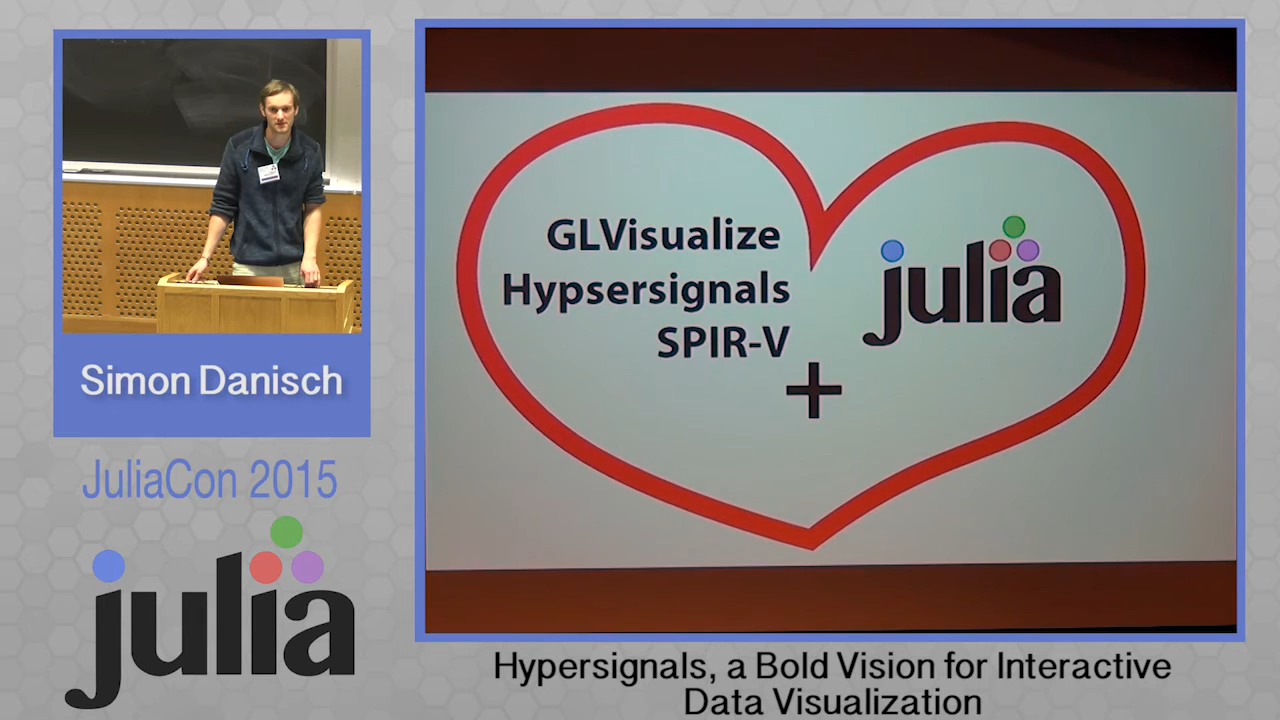 GLVisualize
Hypsersignals
SPIR-V
+
julia
Simon Danisch
JuliaCon 2015
julia
Hypersignals, a Bold Vision for Interactive
Data Visualization